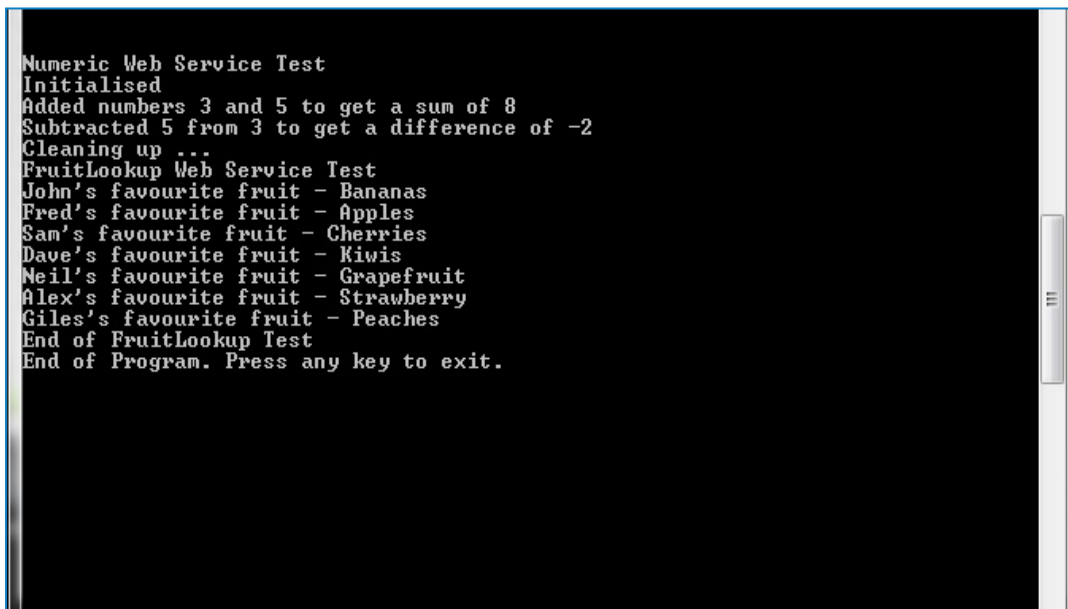 Numeric Web Service Test
Initialised
Added numbers 3 and 5 to get a sum of 8
Subtracted 5 from 3 to get a difference of -2
Cleaning up ...
FruitLookup Web Service Test
John's favourite fruit - Bananas
Fred's favourite fruit - Apples
Sam's favourite fruit - Cherries
Dave's favourite fruit - Kiwis
Neil's favourite fruit - Grapefruit
Alex's favourite fruit - Strawberry
Giles's favourite fruit - Peaches
End of FruitLookup Test
End of Program. Press any key to exit.